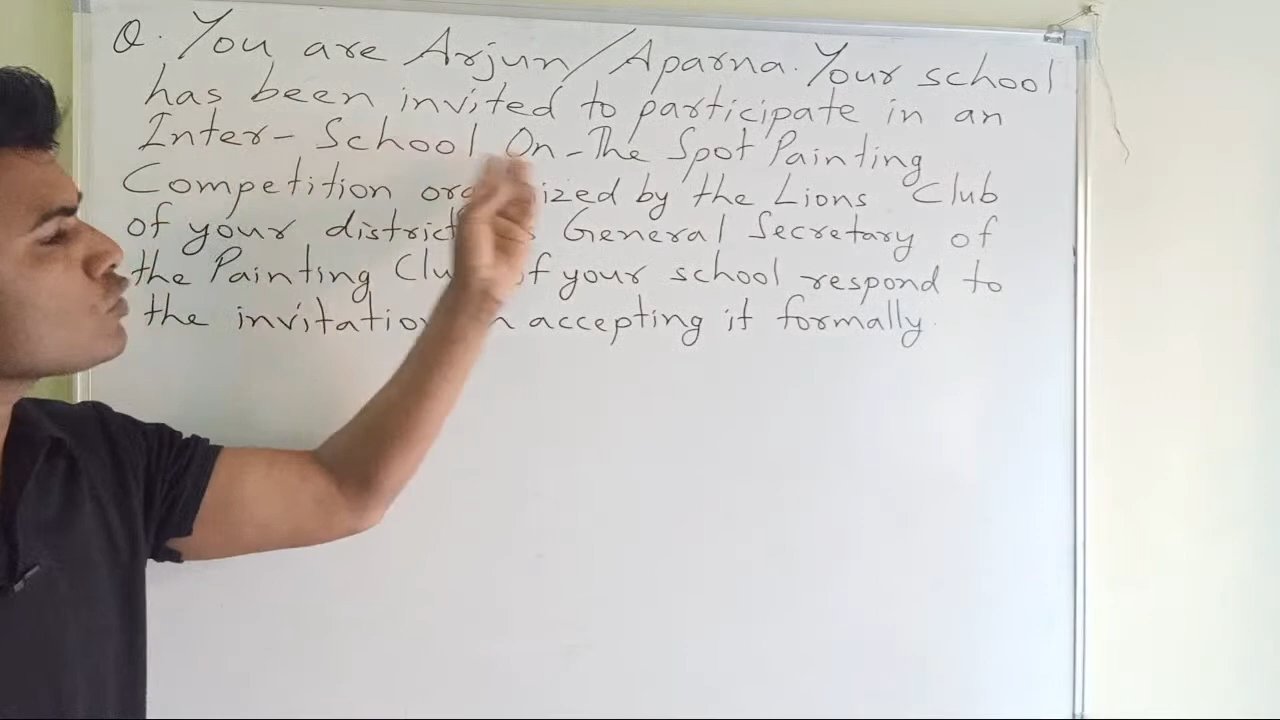 Q. You are Arjun/Aparna. Your school
has been invited to participate in an
Inter-School On-The Spot Painting
Competition by the Lions Club
of your district General Secretary of
the Painting of your school respond to
the accepting it formally.